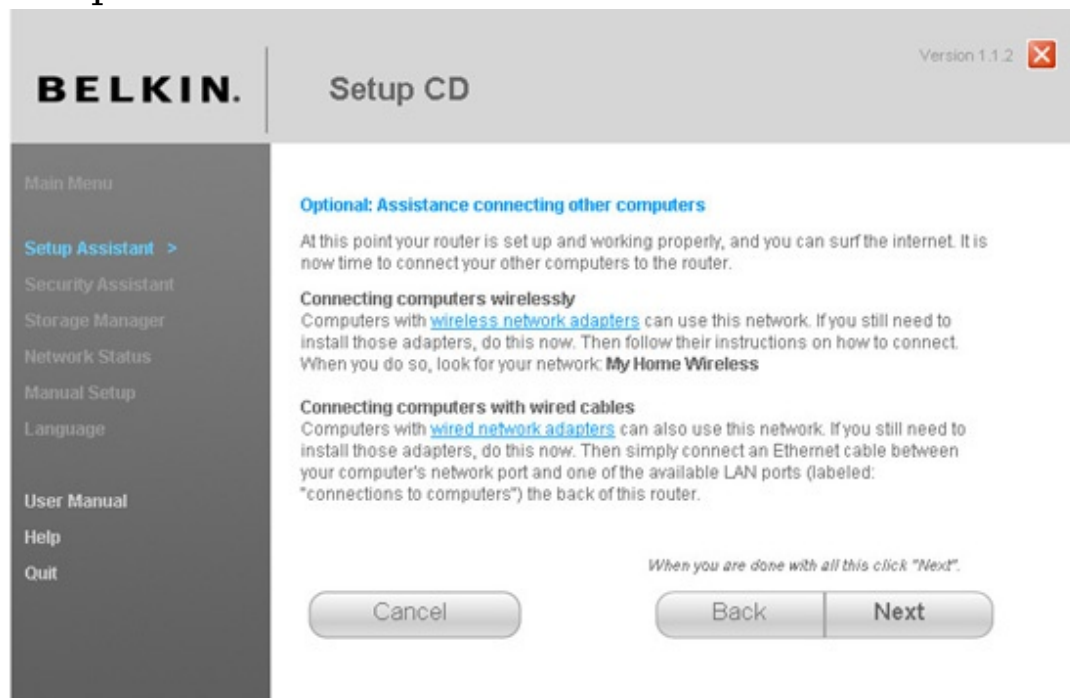 BELKIN.
Setup CD
Version 1.1.2
Main Menu
Setup Assistant >
Security Assistant
Storage Manager
Network Status
Manual Setup
Language
User Manual
Help
Quit
Optional: Assistance connecting other computers
At this point your router is set up and working properly, and you can surf the internet. It is
now time to connect your other computers to the router.
Connecting computers wirelessly
Computers with wireless network adapters can use this network. If you still need to
install those adapters, do this now. Then follow their instructions on how to connect.
When you do so, look for your network: My Home Wireless
Connecting computers with wired cables
Computers with wired network adapters can also use this network. If you still need to
install those adapters, do this now. Then simply connect an Ethernet cable between
your computer's network port and one of the available LAN ports (labeled:
"connections to computers") the back of this router.
When you are done with all this click "Next".
Cancel
Back
Next